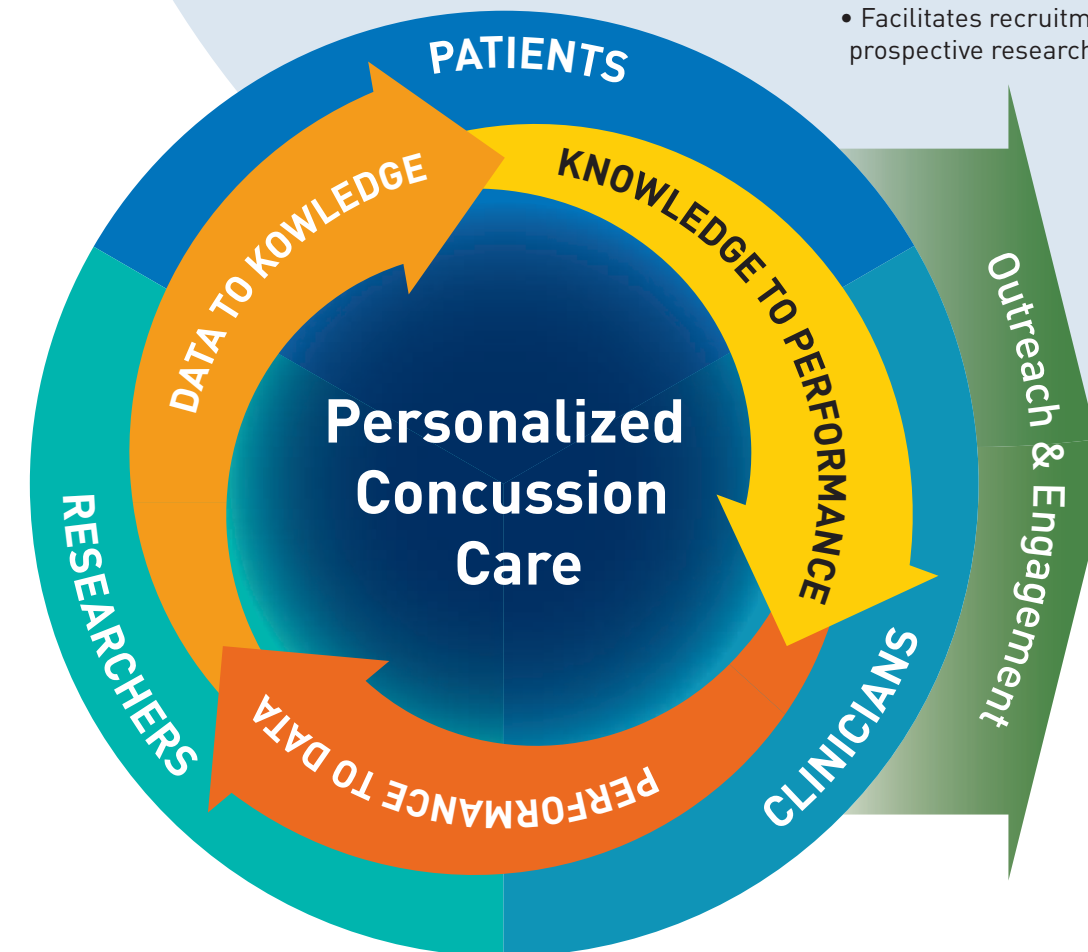 • Facilitates recruitm
prospective research
PATIENTS
DATA TO KOWLEDGE
KNOWLEDGE TO PERFORMANCE
Personalized
Concussion
Care
Outreach & Engagement
RESEARCHERS
CLINICIANS
PERFORMANCE TO DATA